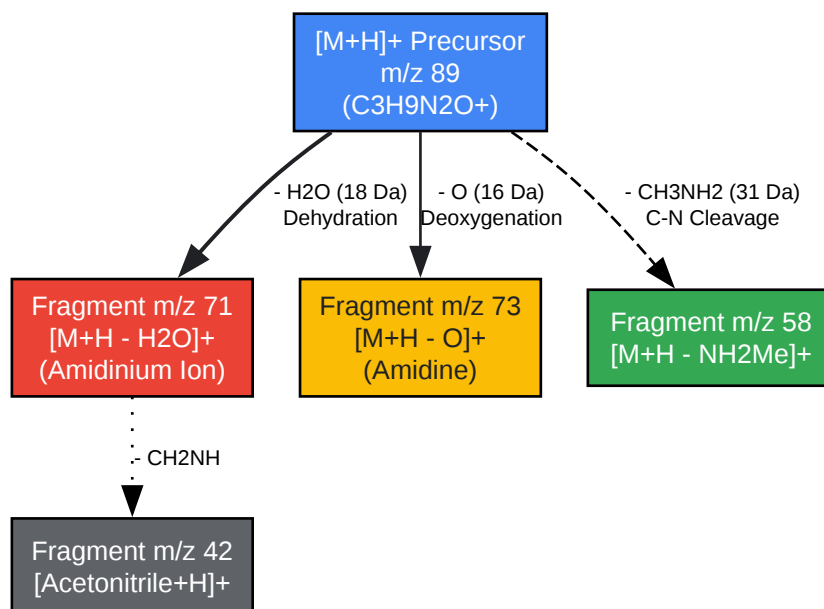 [M+H]+ Precursor
m/z 89
(C3H9N2O+)
- H2O (18 Da)
Dehydration
- O (16 Da)
Deoxygenation
- CH3NH2 (31 Da)
C-N Cleavage
Fragment m/z 71
[M+H - H2O]+
(Amidinium Ion)
Fragment m/z 73
[M+H - O]+
(Amidine)
Fragment m/z 58
[M+H - NH2Me]+
- CH2NH
Fragment m/z 42
[Acetonitrile+H]+